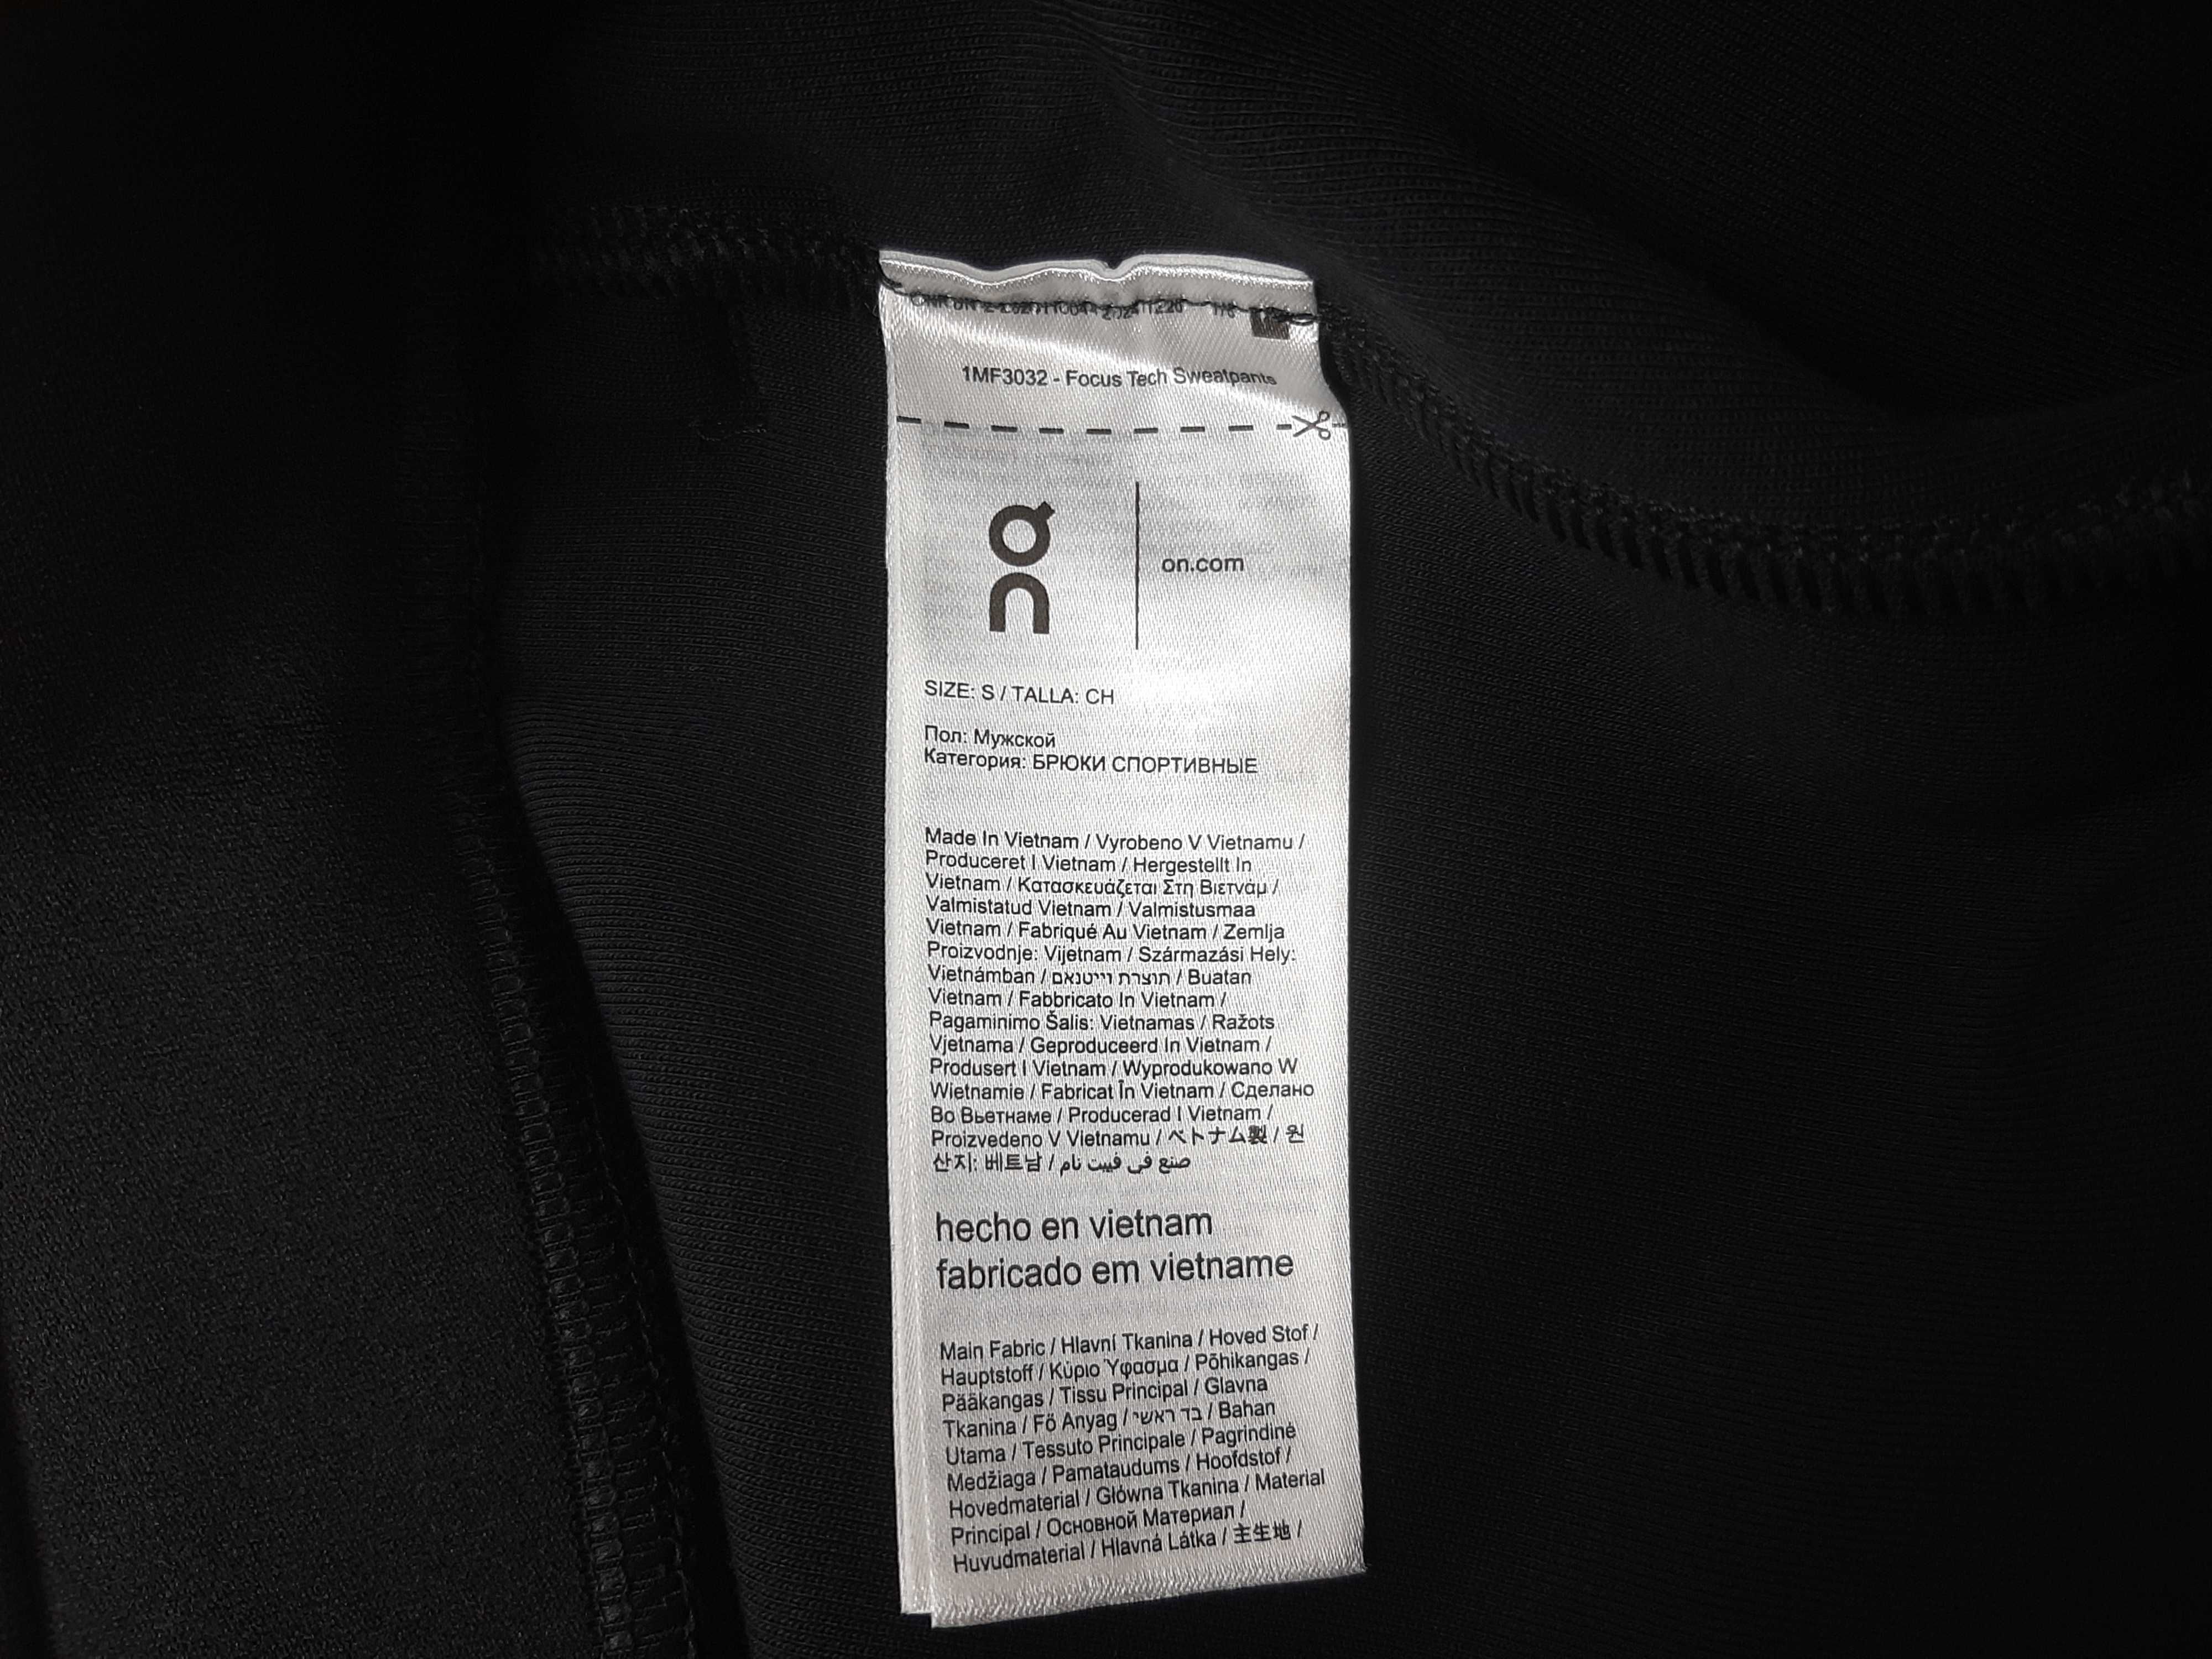 1MF3032 - Focus Tech Sweatpants
on
on.com
SIZE: S / TALLA: CH
Пол: Мужской
Категория: БРЮКИ СПОРТИВНЫЕ
Made In Vietnam / Vyrobeno V Vietnamu /
Produceret I Vietnam / Hergestellt In
Vietnam / Κατασκευάζεται Στη Βιετνάμ /
Valmistatud Vietnam / Valmistusmaa
Vietnam / Fabriqué Au Vietnam / Zemlja
Proizvodnje: Vijetnam / Származási Hely:
Vietnámban / תוצרת וייטנאם / Buatan
Vietnam / Fabbricato In Vietnam /
Pagaminimo Šalis: Vietnamas / Ražots
Vjetnama / Geproduceerd In Vietnam /
Produsert I Vietnam / Wyprodukowano W
Wietnamie / Fabricat În Vietnam / Сделано
Во Вьетнаме / Producerad I Vietnam /
Proizvedeno V Vietnamu / ベトナム製 / 원
산지: 베트남 / صنع في فييت نام
hecho en vietnam
fabricado em vietname
Main Fabric / Hlavní Tkanina / Hoved Stof /
Hauptstoff / Κύριο Ύφασμα / Põhikangas /
Pääkangas / Tissu Principal / Glavna
Tkanina / Fő Anyag / בד ראשי / Bahan
Utama / Tessuto Principale / Pagrindinė
Medžiaga / Pamataudums / Hoofdstof /
Hovedmaterial / Główna Tkanina / Material
Principal / Основной Материал /
Huvudmaterial / Hlavná Látka / 主生地 /